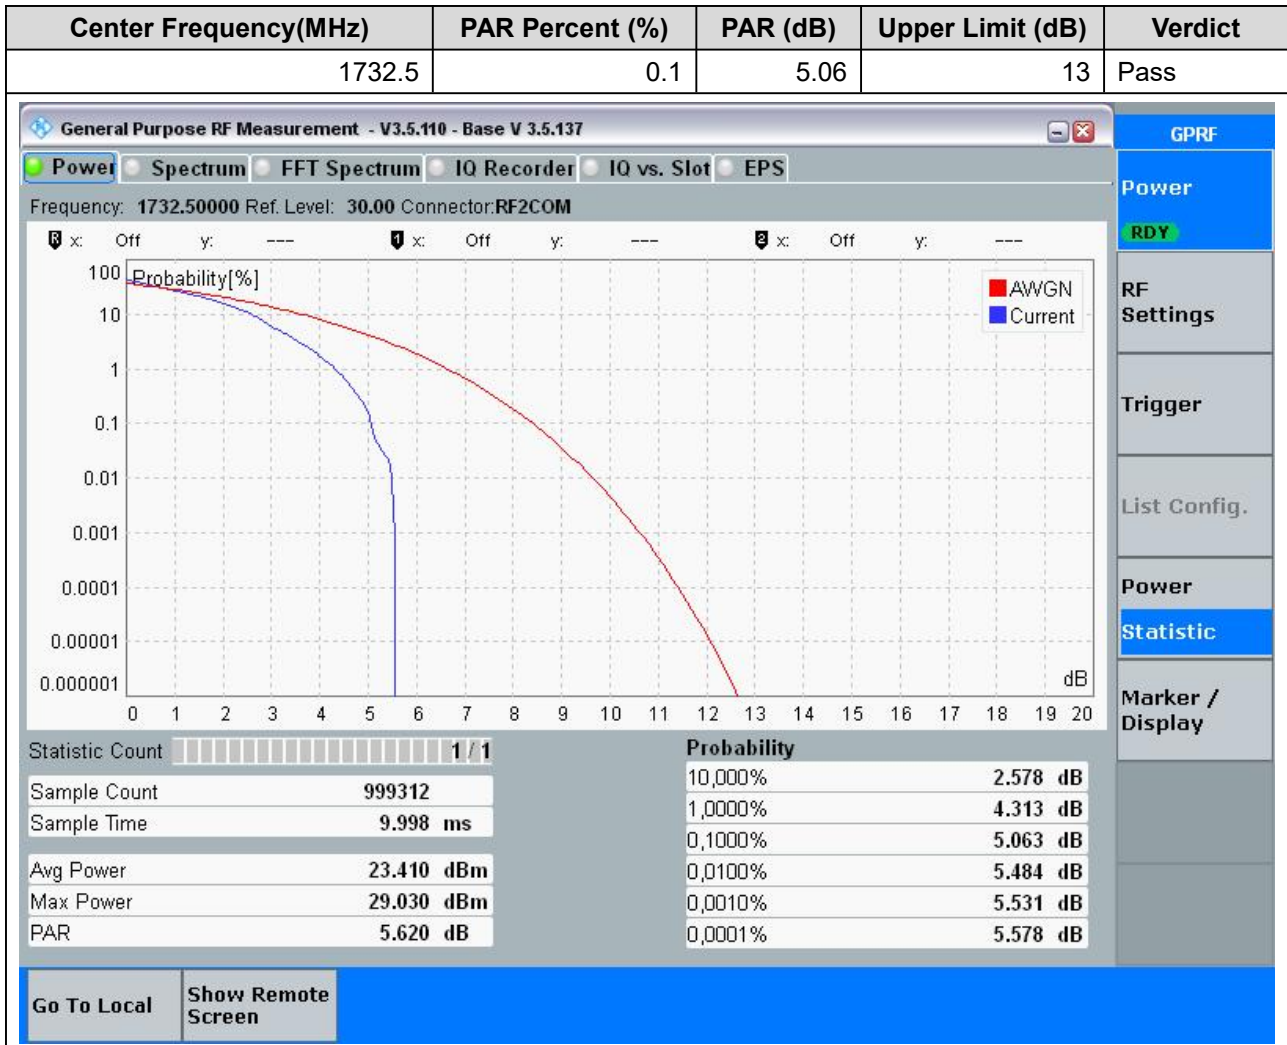 Center Frequency(MHz) PAR Percent (%) PAR (dB) Upper Limit (dB) Verdict
1732.5 0.1 5.06 13 Pass
General Purpose RF Measurement - V3.5.110 - Base V 3.5.137
GPRF
Power Spectrum FFT Spectrum IQ Recorder IQ vs. Slot EPS
Power
RDY
Frequency: 1732.50000 Ref. Level: 30.00 Connector:RF2COM
R x: Off y: --- 1 x: Off y: --- 2 x: Off y: ---
Probability[%]
AWGN
Current
100
10
1
0.1
0.01
0.001
0.0001
0.00001
0.000001
dB
0 1 2 3 4 5 6 7 8 9 10 11 12 13 14 15 16 17 18 19 20
RF
Settings
Trigger
List Config.
Power
Statistic
Marker /
Display
Statistic Count 1 / 1
Sample Count 999312
Sample Time 9.998 ms
Avg Power 23.410 dBm
Max Power 29.030 dBm
PAR 5.620 dB
Probability
10,000% 2.578 dB
1,0000% 4.313 dB
0,1000% 5.063 dB
0,0100% 5.484 dB
0,0010% 5.531 dB
0,0001% 5.578 dB
Go To Local
Show Remote
Screen